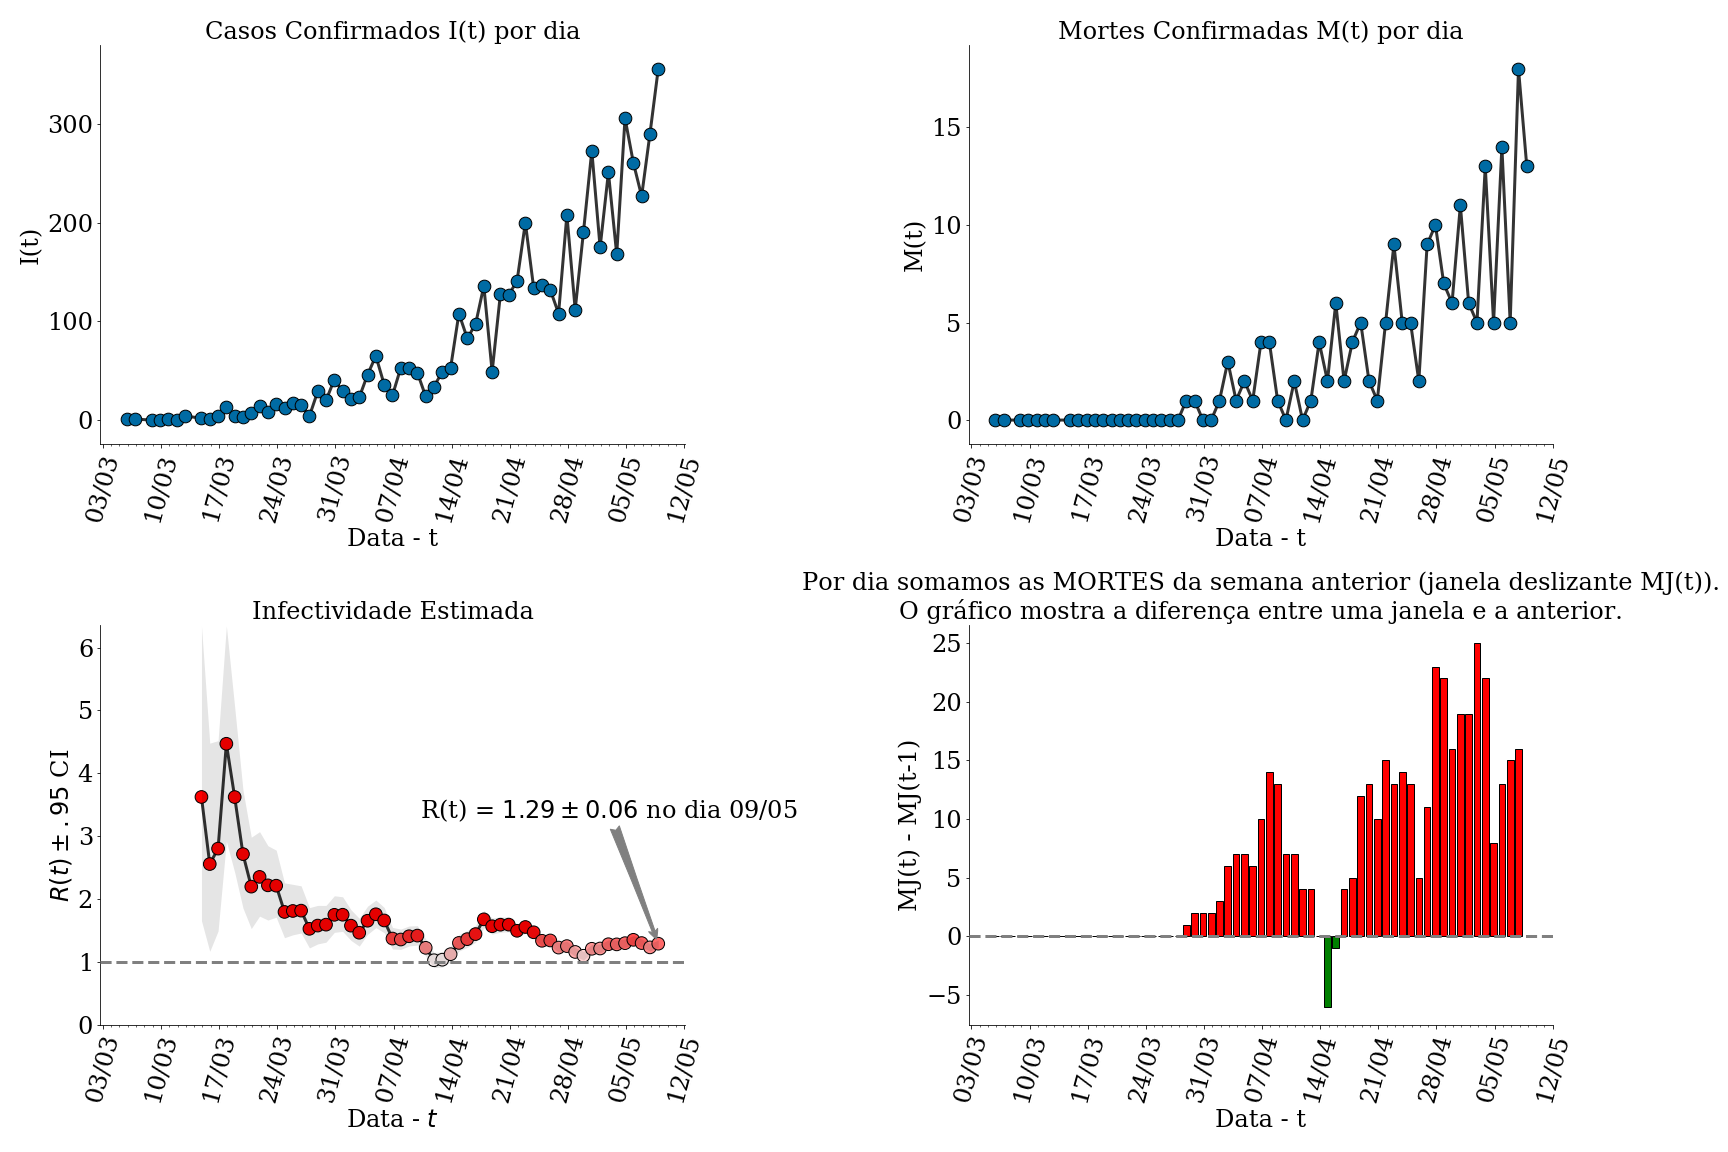 Casos Confirmados I(t) por dia
I(t)
300
200
100
0
03/03 10/03 17/03 24/03 31/03 07/04 14/04 21/04 28/04 05/05 12/05
Data - t
Mortes Confirmadas M(t) por dia
M(t)
15
10
5
0
03/03 10/03 17/03 24/03 31/03 07/04 14/04 21/04 28/04 05/05 12/05
Data - t
Infectividade Estimada
R(t) ± .95 CI
6
5
4
3
2
1
0
R(t) = 1.29 ± 0.06 no dia 09/05
03/03 10/03 17/03 24/03 31/03 07/04 14/04 21/04 28/04 05/05 12/05
Data - t
Por dia somamos as MORTES da semana anterior (janela deslizante MJ(t)).
O gráfico mostra a diferença entre uma janela e a anterior.
MJ(t) - MJ(t-1)
25
20
15
10
5
0
−5
03/03 10/03 17/03 24/03 31/03 07/04 14/04 21/04 28/04 05/05 12/05
Data - t